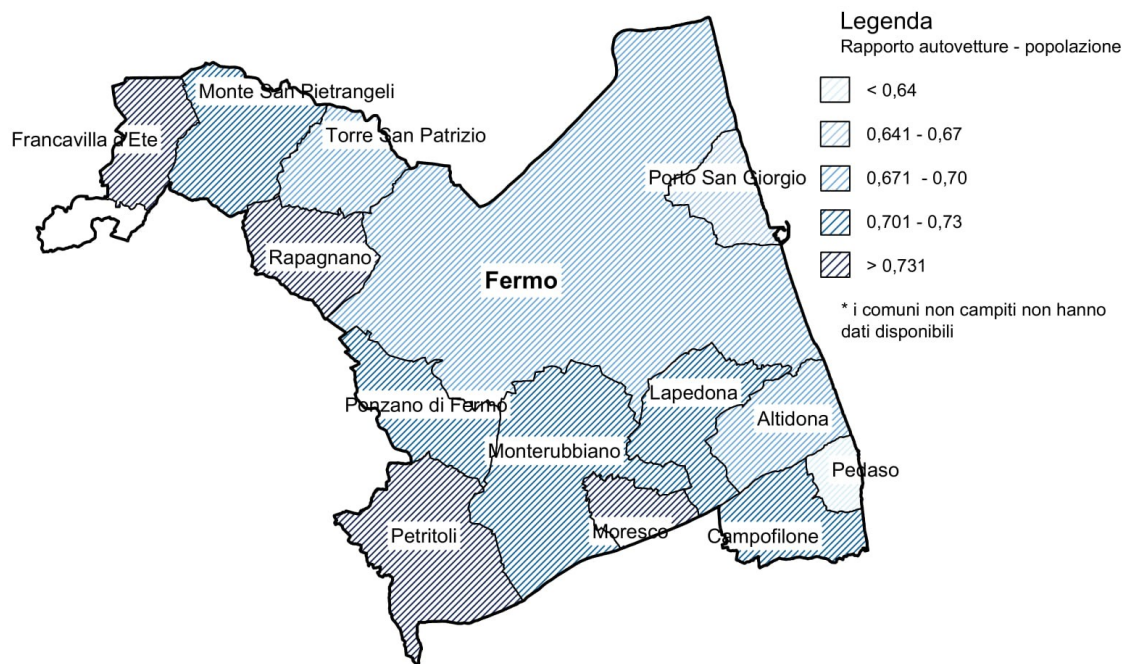 Legenda
Rapporto autovetture - popolazione
< 0,64
0,641 - 0,67
0,671 - 0,70
0,701 - 0,73
> 0,731
* i comuni non campiti non hanno
dati disponibili
Monte San Pietrangeli
Francavilla d'Ete
Torre San Patrizio
Porto San Giorgio
Rapagnano
Fermo
Lapedona
Ponzano di Fermo
Altidona
Monterubbiano
Pedaso
Petritoli
Moresco
Campofilone